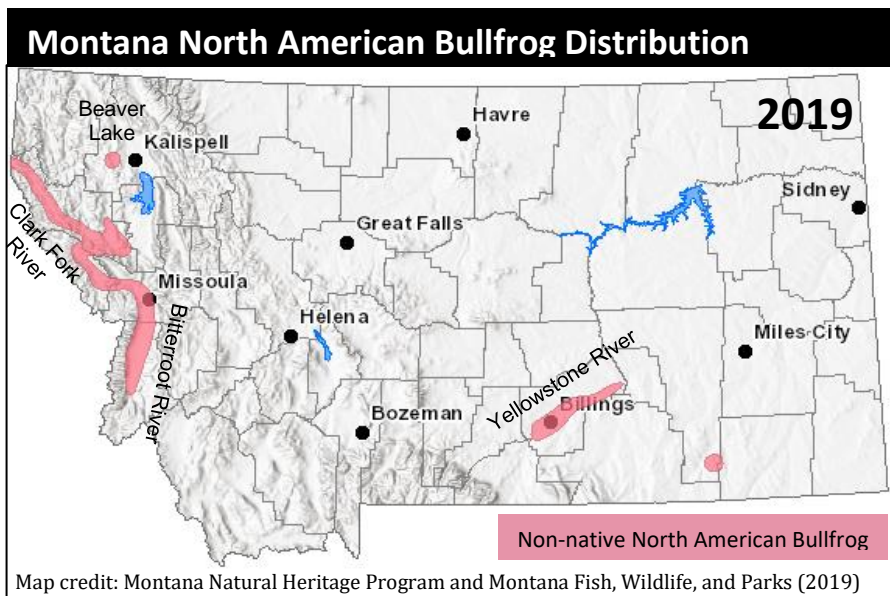 Montana North American Bullfrog Distribution
2019
Beaver
Lake
Kalispell
Havre
Sidney
Clark Fork
River
Great Falls
Missoula
Bitterroot River
Helena
Miles City
Yellowstone River
Billings
Bozeman
Non-native North American Bullfrog
Map credit: Montana Natural Heritage Program and Montana Fish, Wildlife, and Parks (2019)